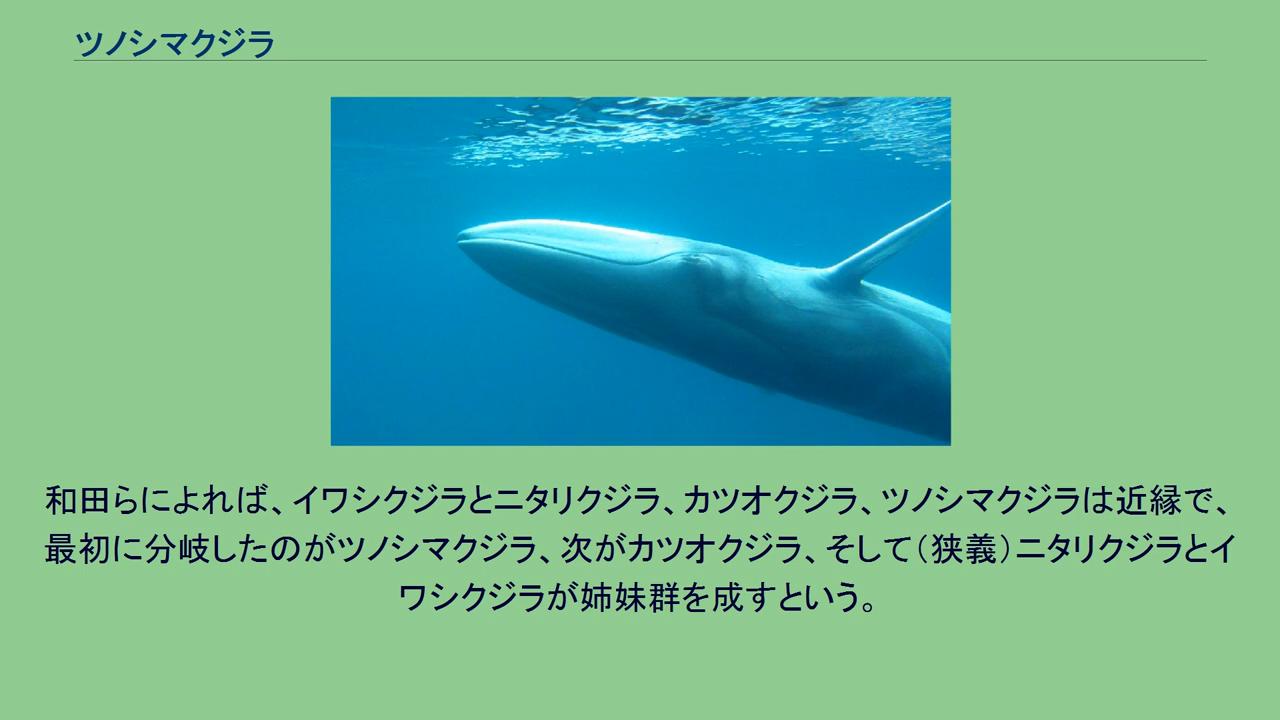 ツノシマクジラ
和田らによれば、イワシクジラとニタリクジラ、カツオクジラ、ツノシマクジラは近縁で、
最初に分岐したのがツノシマクジラ、次がカツオクジラ、そして（狭義）ニタリクジラとイ
ワシクジラが姉妹群を成すという。